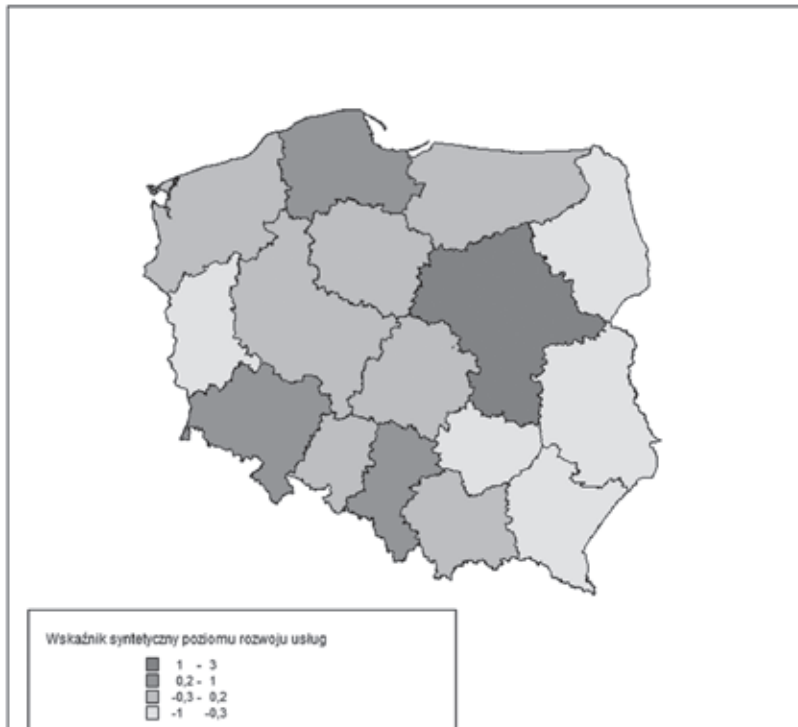 Wskaźnik syntetyczny poziomu rozwoju usług
1 - 3
0,2 - 1
-0,3 - 0,2
-1 -0,3